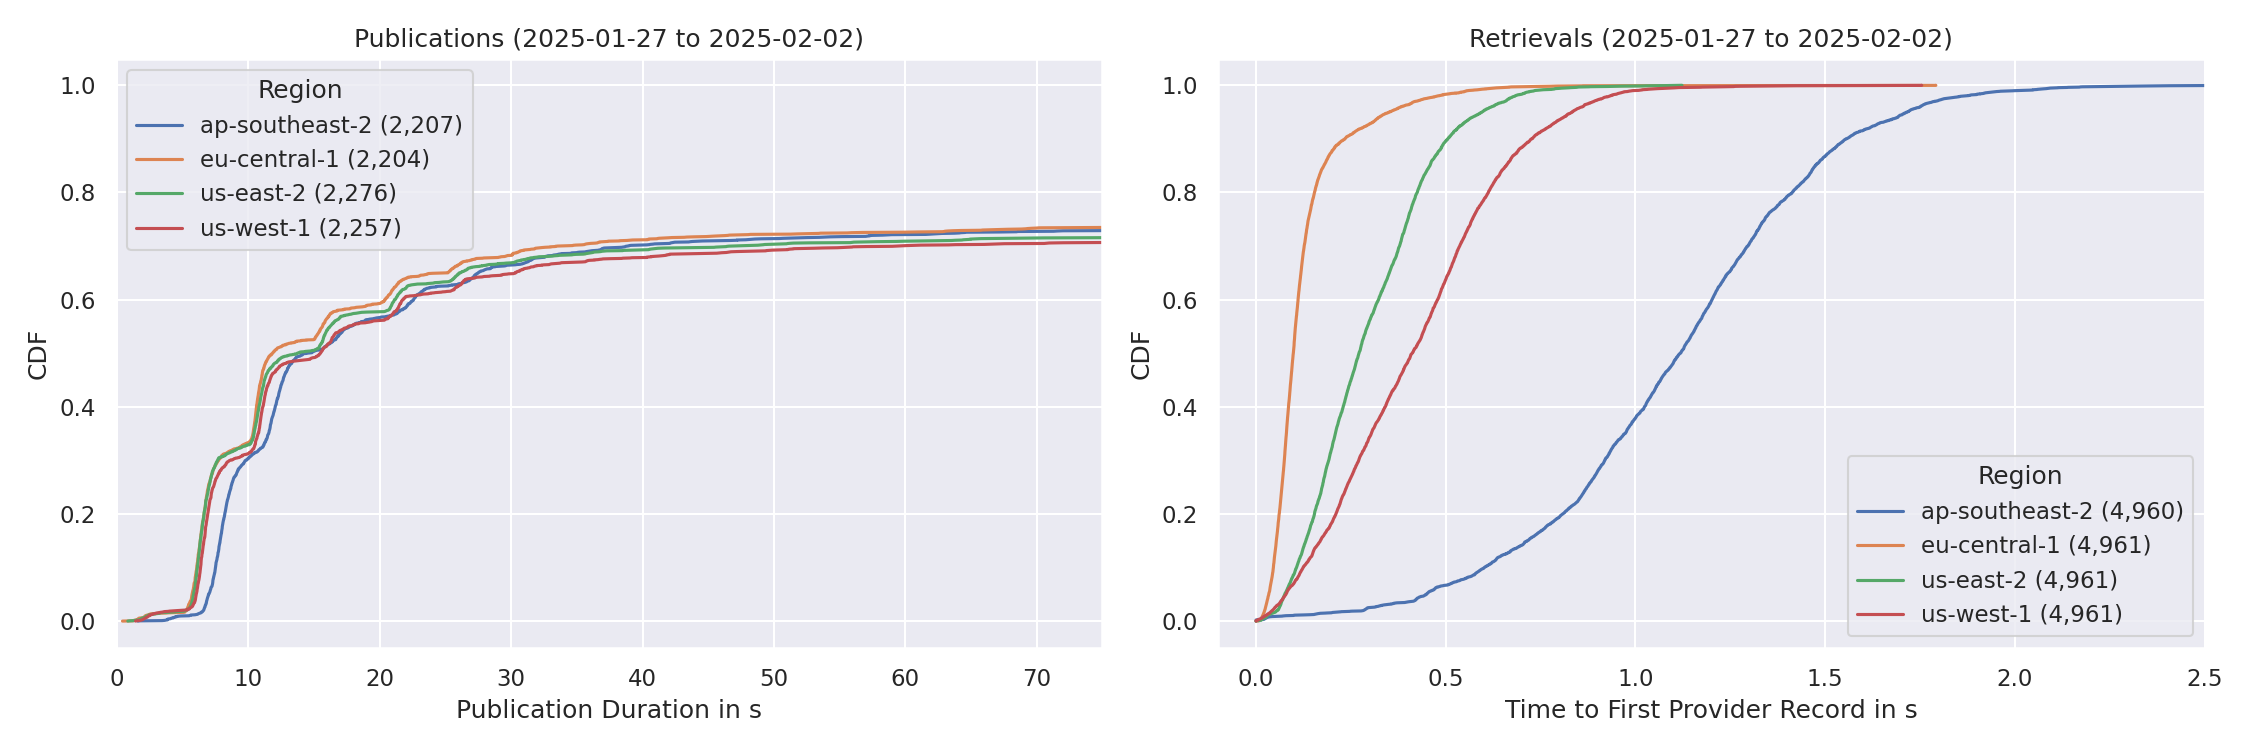 Publications (2025-01-27 to 2025-02-02)
1.0
0.8
0.6
0.4
0.2
0.0
CDF
Region
ap-southeast-2 (2,207)
eu-central-1 (2,204)
us-east-2 (2,276)
us-west-1 (2,257)
0 10 20 30 40 50 60 70
Publication Duration in s
Retrievals (2025-01-27 to 2025-02-02)
1.0
0.8
0.6
0.4
0.2
0.0
CDF
Region
ap-southeast-2 (4,960)
eu-central-1 (4,961)
us-east-2 (4,961)
us-west-1 (4,961)
0.0 0.5 1.0 1.5 2.0 2.5
Time to First Provider Record in s